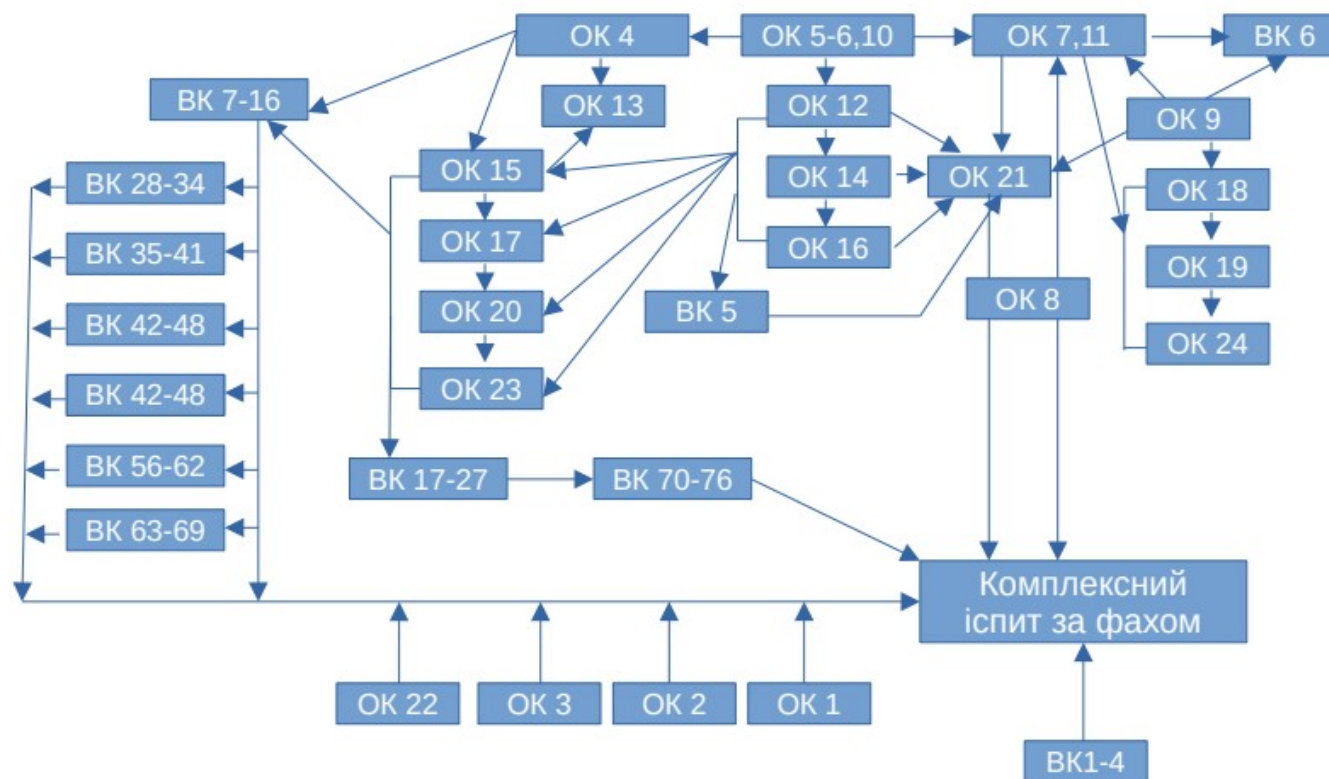 ОК 4
ОК 5-6,10
ОК 7,11
ВК 6
ВК 7-16
ОК 13
ОК 12
ОК 9
ОК 15
ОК 14
ОК 21
ВК 28-34
ОК 18
ОК 17
ОК 16
ВК 35-41
ОК 19
ОК 20
ВК 5
ОК 8
ВК 42-48
ОК 24
ОК 23
ВК 42-48
ВК 56-62
ВК 17-27
ВК 70-76
ВК 63-69
Комплексний
іспит за фахом
ОК 22
ОК 3
ОК 2
ОК 1
ВК1-4